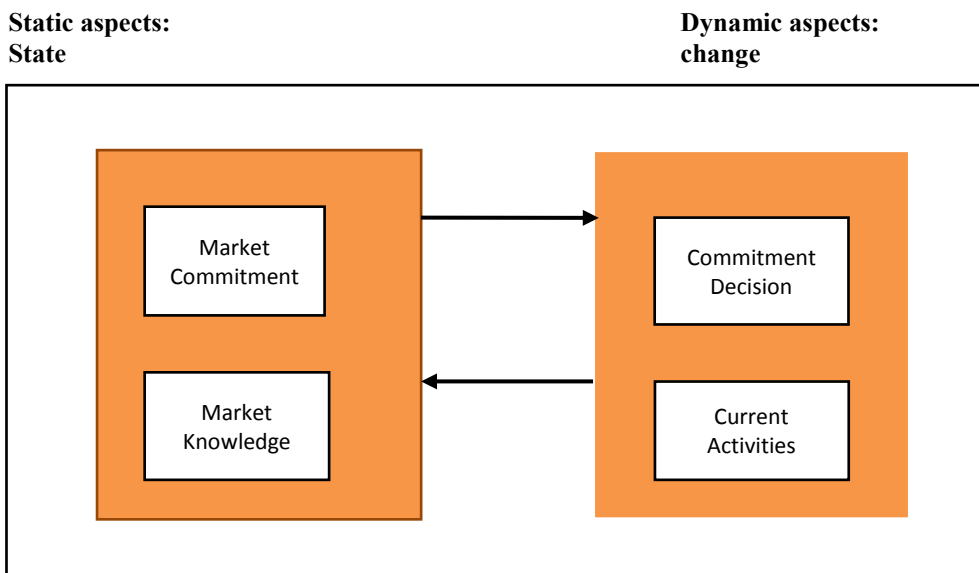 Static aspects:
State
Dynamic aspects:
change
Market
Commitment
Commitment
Decision
Market
Knowledge
Current
Activities